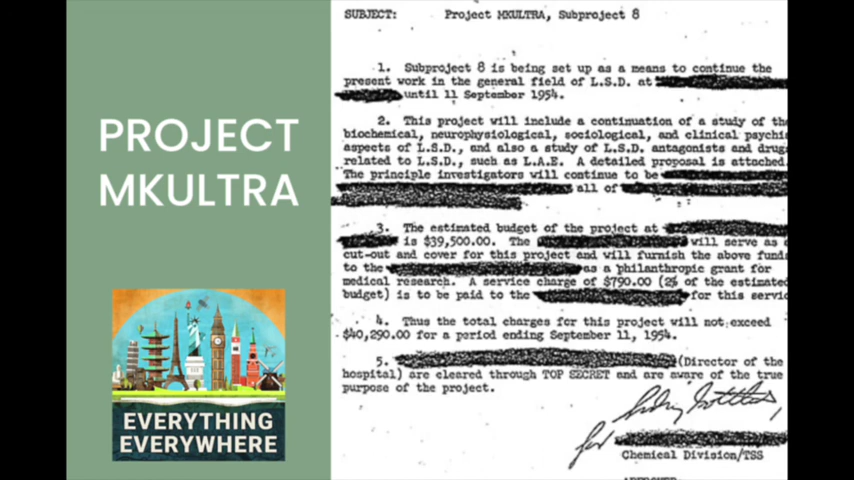 PROJECT
MKULTRA
EVERYTHING
EVERYWHERE
SUBJECT: Project MKULTRA, Subproject 8
1. Subproject 8 is being set up as a means to continue the
present work in the general field of L.S.D. at
until 11 September 1954.
2. This project will include a continuation of a study of th
biochemical, neurophysiological, sociological, and clinical psychi
aspects of L.S.D., and also a study of L.S.D. antagonists and drug
related to L.S.D., such as L.A.E. A detailed proposal is attached.
The principle investigators will continue to be
all of
3. The estimated budget of the project at
is $39,500.00. The will serve as a
cut-out and cover for this project and will furnish the above fund
to the as a philanthropic grant for
medical research. A service charge of $790.00 (2% of the estimated
budget) is to be paid to the for this servic
4. Thus the total charges for this project will not exceed
$40,290.00 for a period ending September 11, 1954.
5. (Director of the
hospital) are cleared through TOP SECRET and are aware of the true
purpose of the project.
for
Chemical Division/TSS